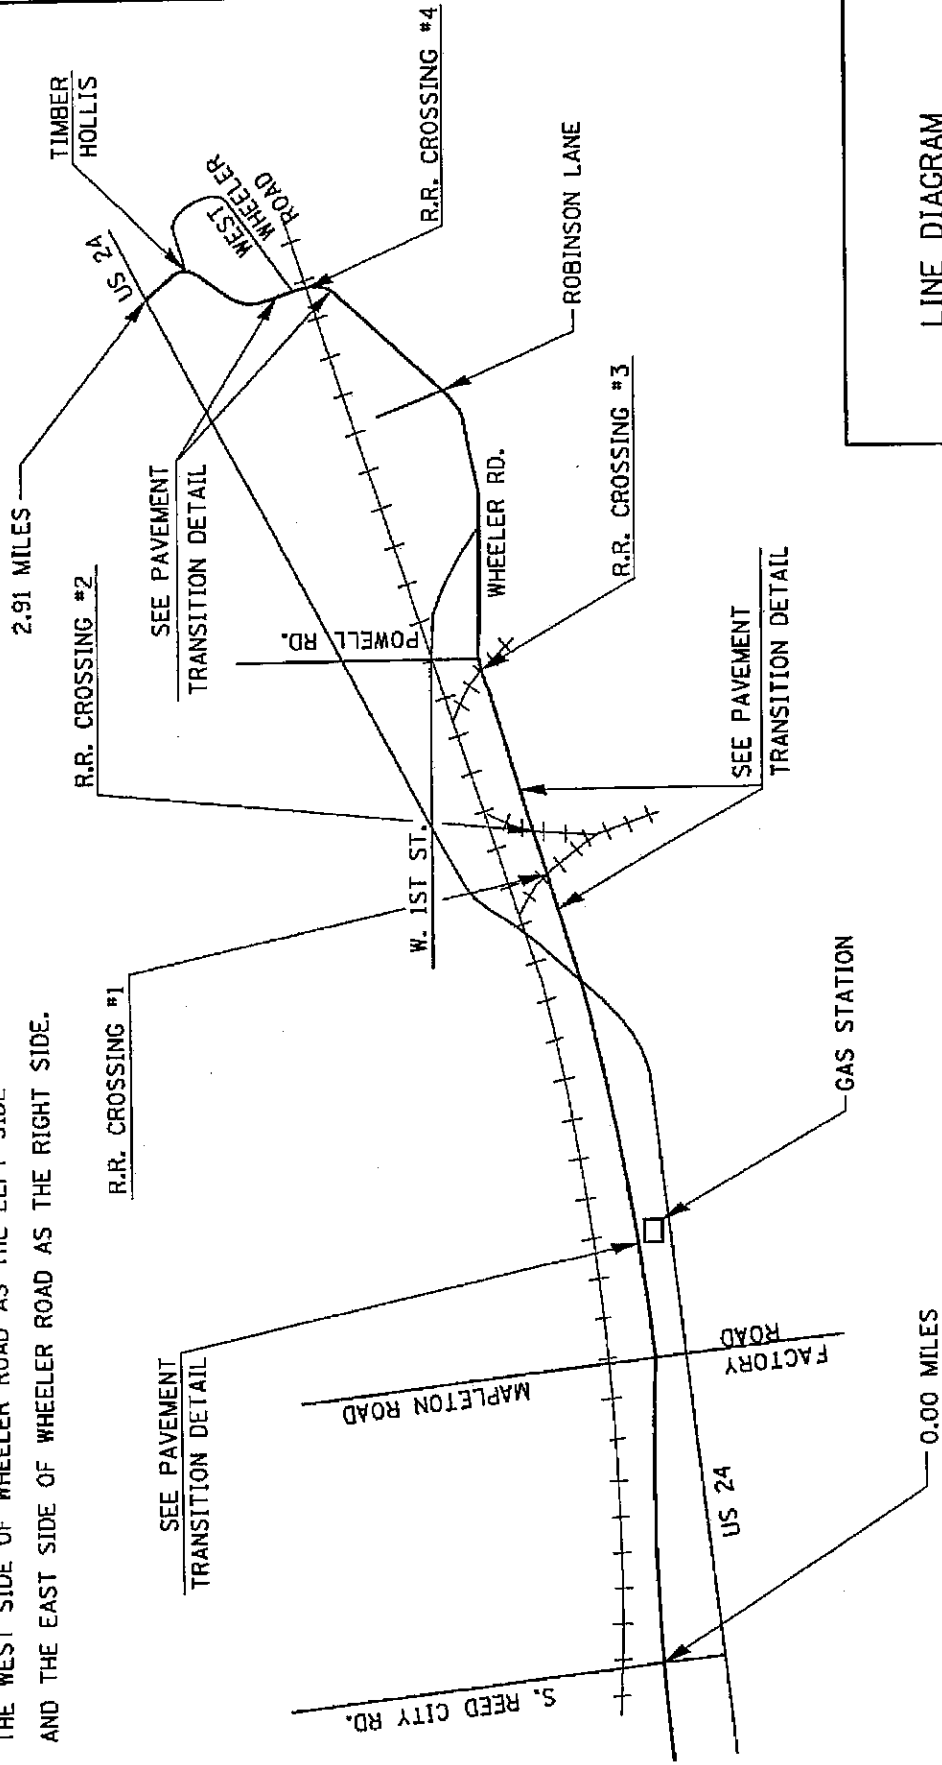 THE WEST SIDE OF WHEELER ROAD AS THE LEFT SIDE
AND THE EAST SIDE OF WHEELER ROAD AS THE RIGHT SIDE.
2.91 MILES
TIMBER
HOLLIS
US 24
WEST
WHEELER
ROAD
R.R. CROSSING #4
SEE PAVEMENT
TRANSITION DETAIL
R.R. CROSSING #2
POWELL RD.
ROBINSON LANE
WHEELER RD.
R.R. CROSSING #3
W. 1ST ST.
R.R. CROSSING #1
SEE PAVEMENT
TRANSITION DETAIL
GAS STATION
SEE PAVEMENT
TRANSITION DETAIL
MAPLETON ROAD
FACTORY
ROAD
US 24
S. REED CITY RD.
0.00 MILES
LINE DIAGRAM